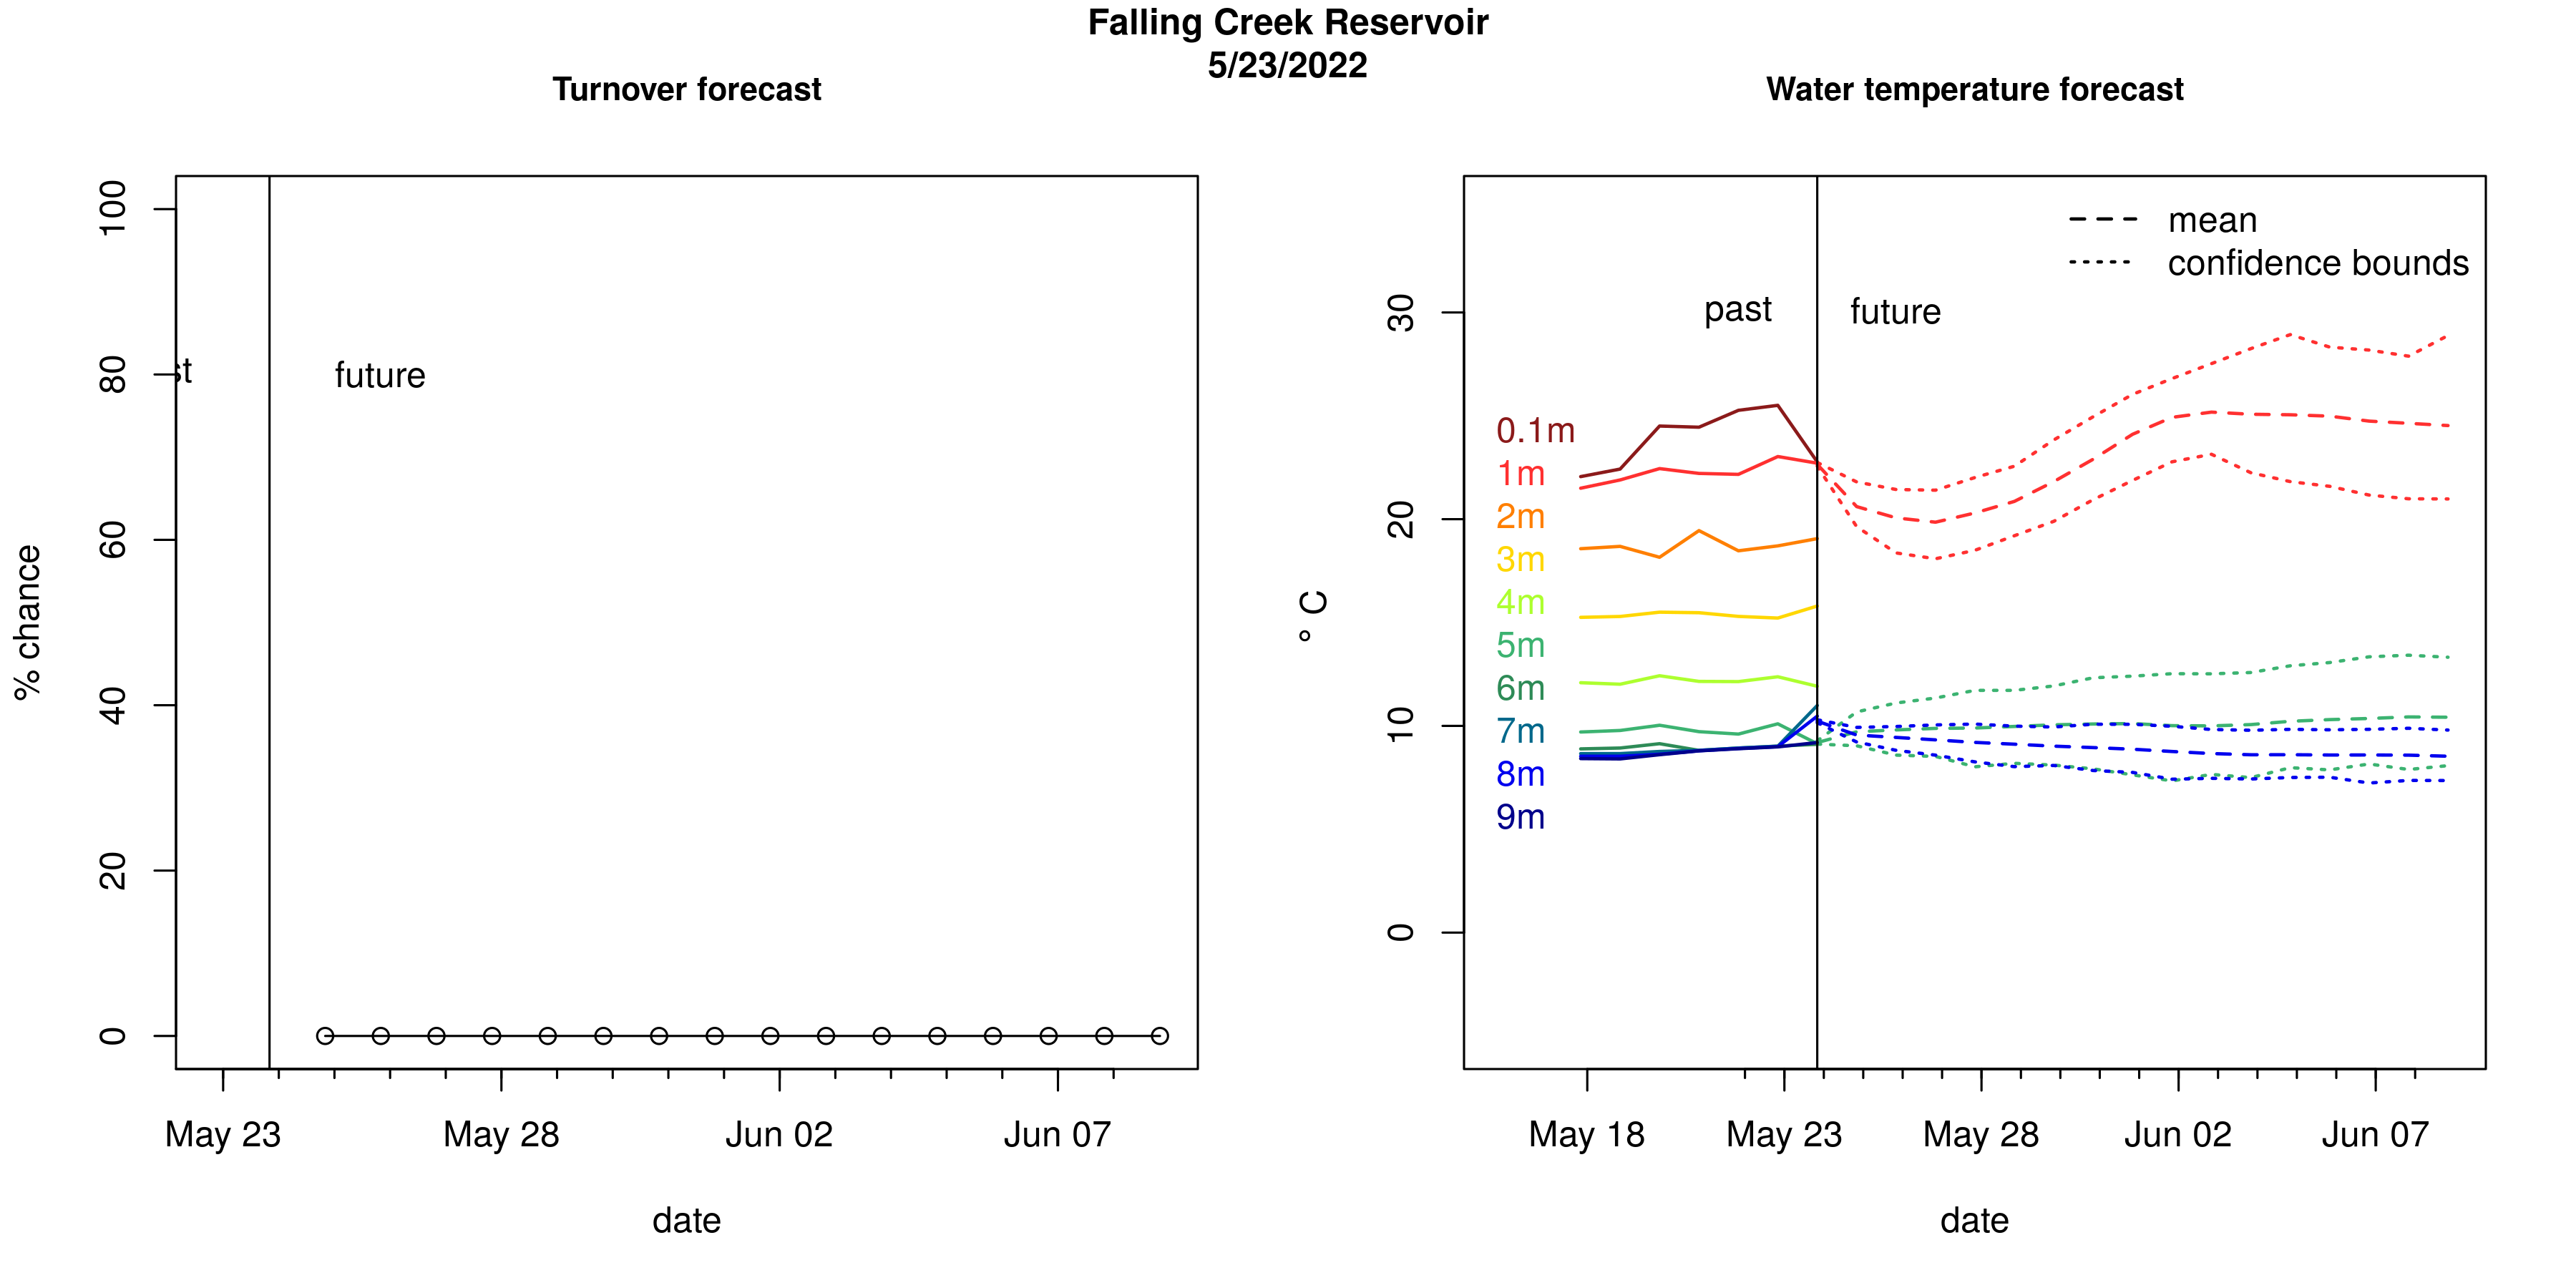 Falling Creek Reservoir
5/23/2022
Turnover forecast
% chance
100
80
60
40
20
0
st
future
May 23
May 28
Jun 02
Jun 07
date
Water temperature forecast
° C
30
20
10
0
mean
confidence bounds
past
future
0.1m
1m
2m
3m
4m
5m
6m
7m
8m
9m
May 18
May 23
May 28
Jun 02
Jun 07
date